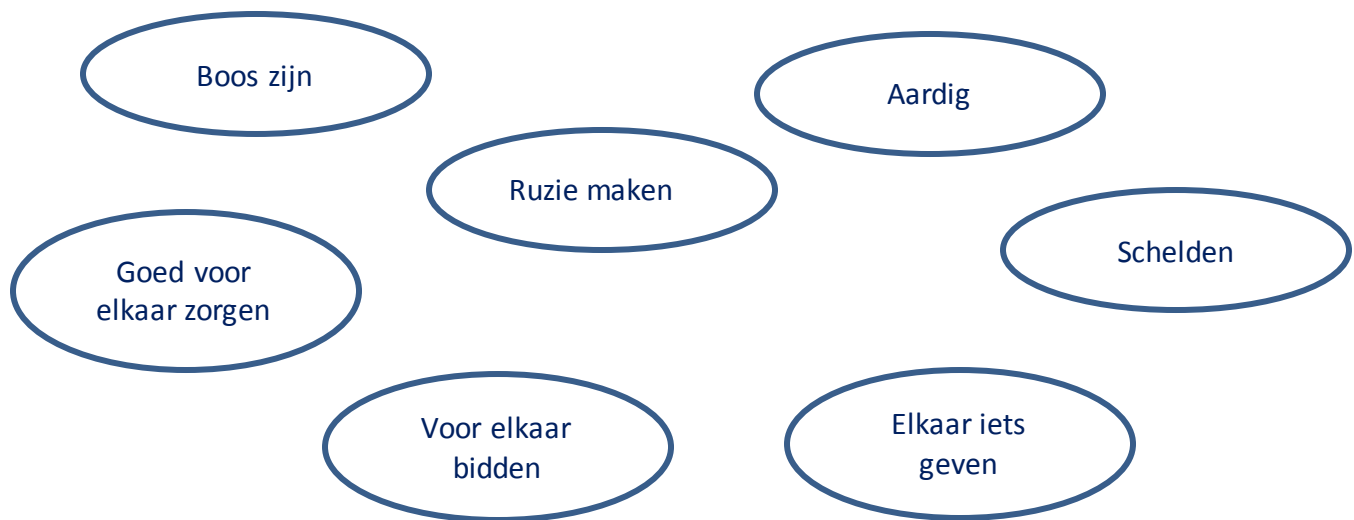 Boos zijn
Aardig
Ruzie maken
Schelden
Goed voor
elkaar zorgen
Voor elkaar
bidden
Elkaar iets
geven